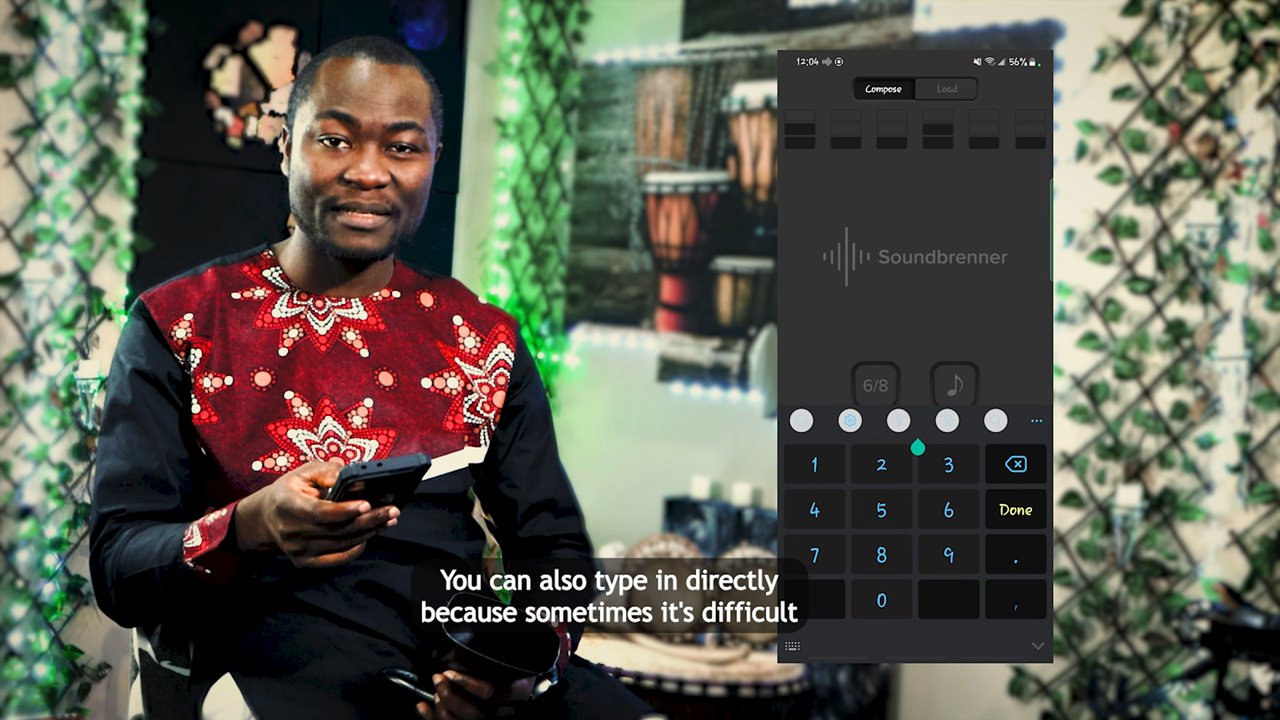 12:04
56%
Compose
Load
Soundbrenner
6/8
1 2 3
4 5 6 Done
7 8 9 .
0 ,
You can also type in directly
because sometimes it's difficult